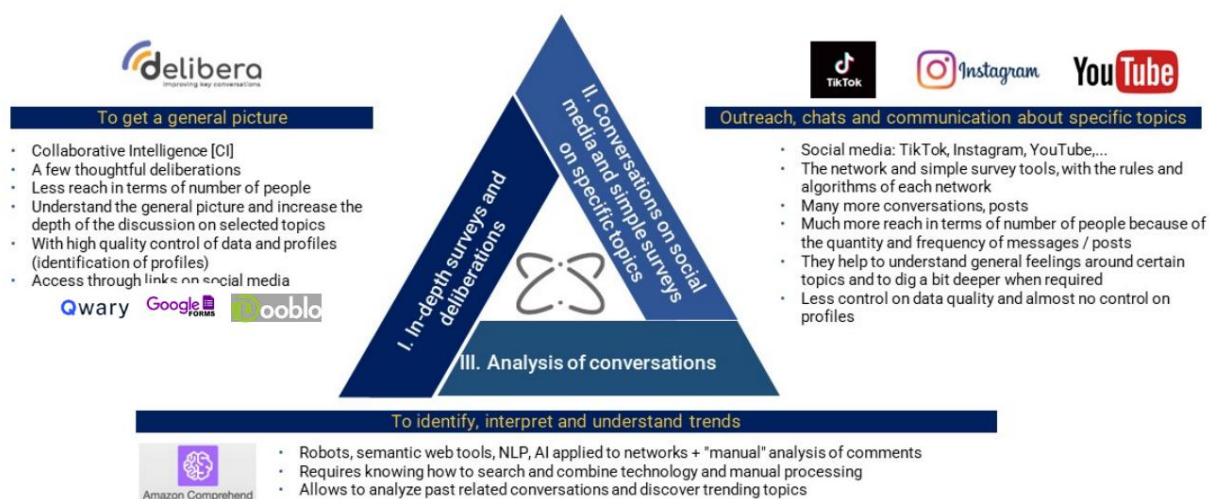 delibera
improving key conversations
To get a general picture
• Collaborative Intelligence [CI]
• A few thoughtful deliberations
• Less reach in terms of number of people
• Understand the general picture and increase the
depth of the discussion on selected topics
• With high quality control of data and profiles
(identification of profiles)
• Access through links on social media
Qwary
Google
FORMS
Dooblo
I. In-depth surveys and
deliberations
II. Conversations on social
media and simple surveys
on specific topics
III. Analysis of conversations
TikTok
Instagram
YouTube
Outreach, chats and communication about specific topics
• Social media: TikTok, Instagram, YouTube,...
• The network and simple survey tools, with the rules and
algorithms of each network
• Many more conversations, posts
• Much more reach in terms of number of people because of
the quantity and frequency of messages / posts
• They help to understand general feelings around certain
topics and to dig a bit deeper when required
• Less control on data quality and almost no control on
profiles
To identify, interpret and understand trends
Amazon Comprehend
• Robots, semantic web tools, NLP, AI applied to networks + "manual" analysis of comments
• Requires knowing how to search and combine technology and manual processing
• Allows to analyze past related conversations and discover trending topics